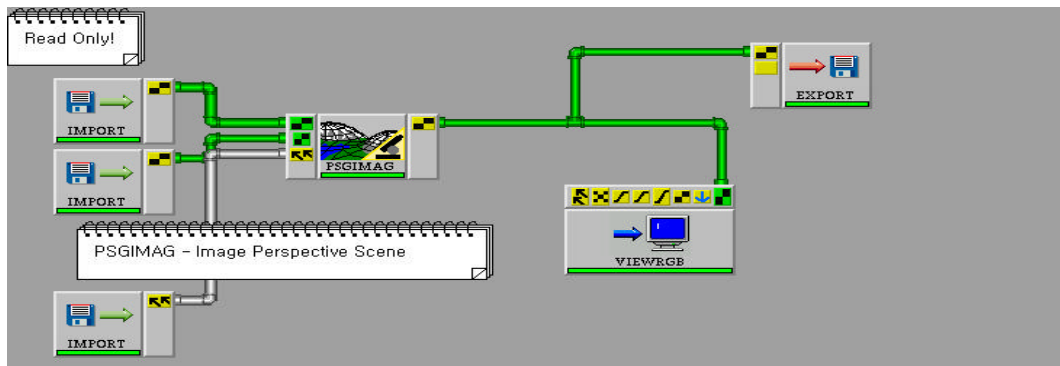 Read Only!
IMPORT
IMPORT
PSGIMAG
EXPORT
VIEWRGB
PSGIMAG – Image Perspective Scene
IMPORT